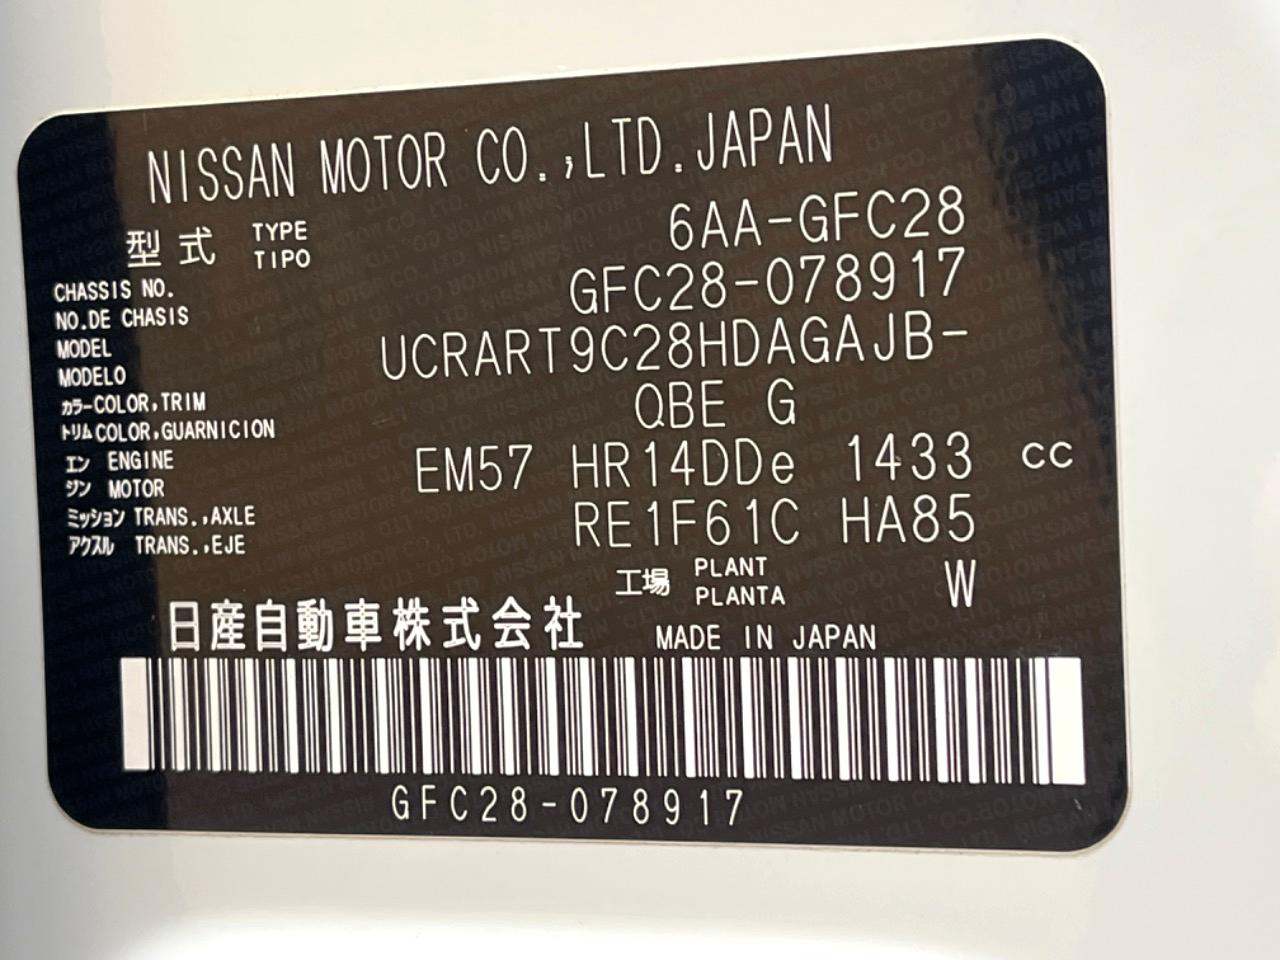 NISSAN MOTOR CO.,LTD.JAPAN
型式 TYPE TIPO 6AA-GFC28
CHASSIS NO. GFC28-078917
NO.DE CHASIS
MODEL UCRART9C28HDAGAJB-
MODELO
カラー COLOR,TRIM QBE G
トリム COLOR,GUARNICION
エン ENGINE EM57 HR14DDe 1433 cc
ジン MOTOR
ミッション TRANS.,AXLE RE1F61C HA85
アクスル TRANS.,EJE
工場 PLANT PLANTA W
日産自動車株式会社 MADE IN JAPAN
GFC28-078917